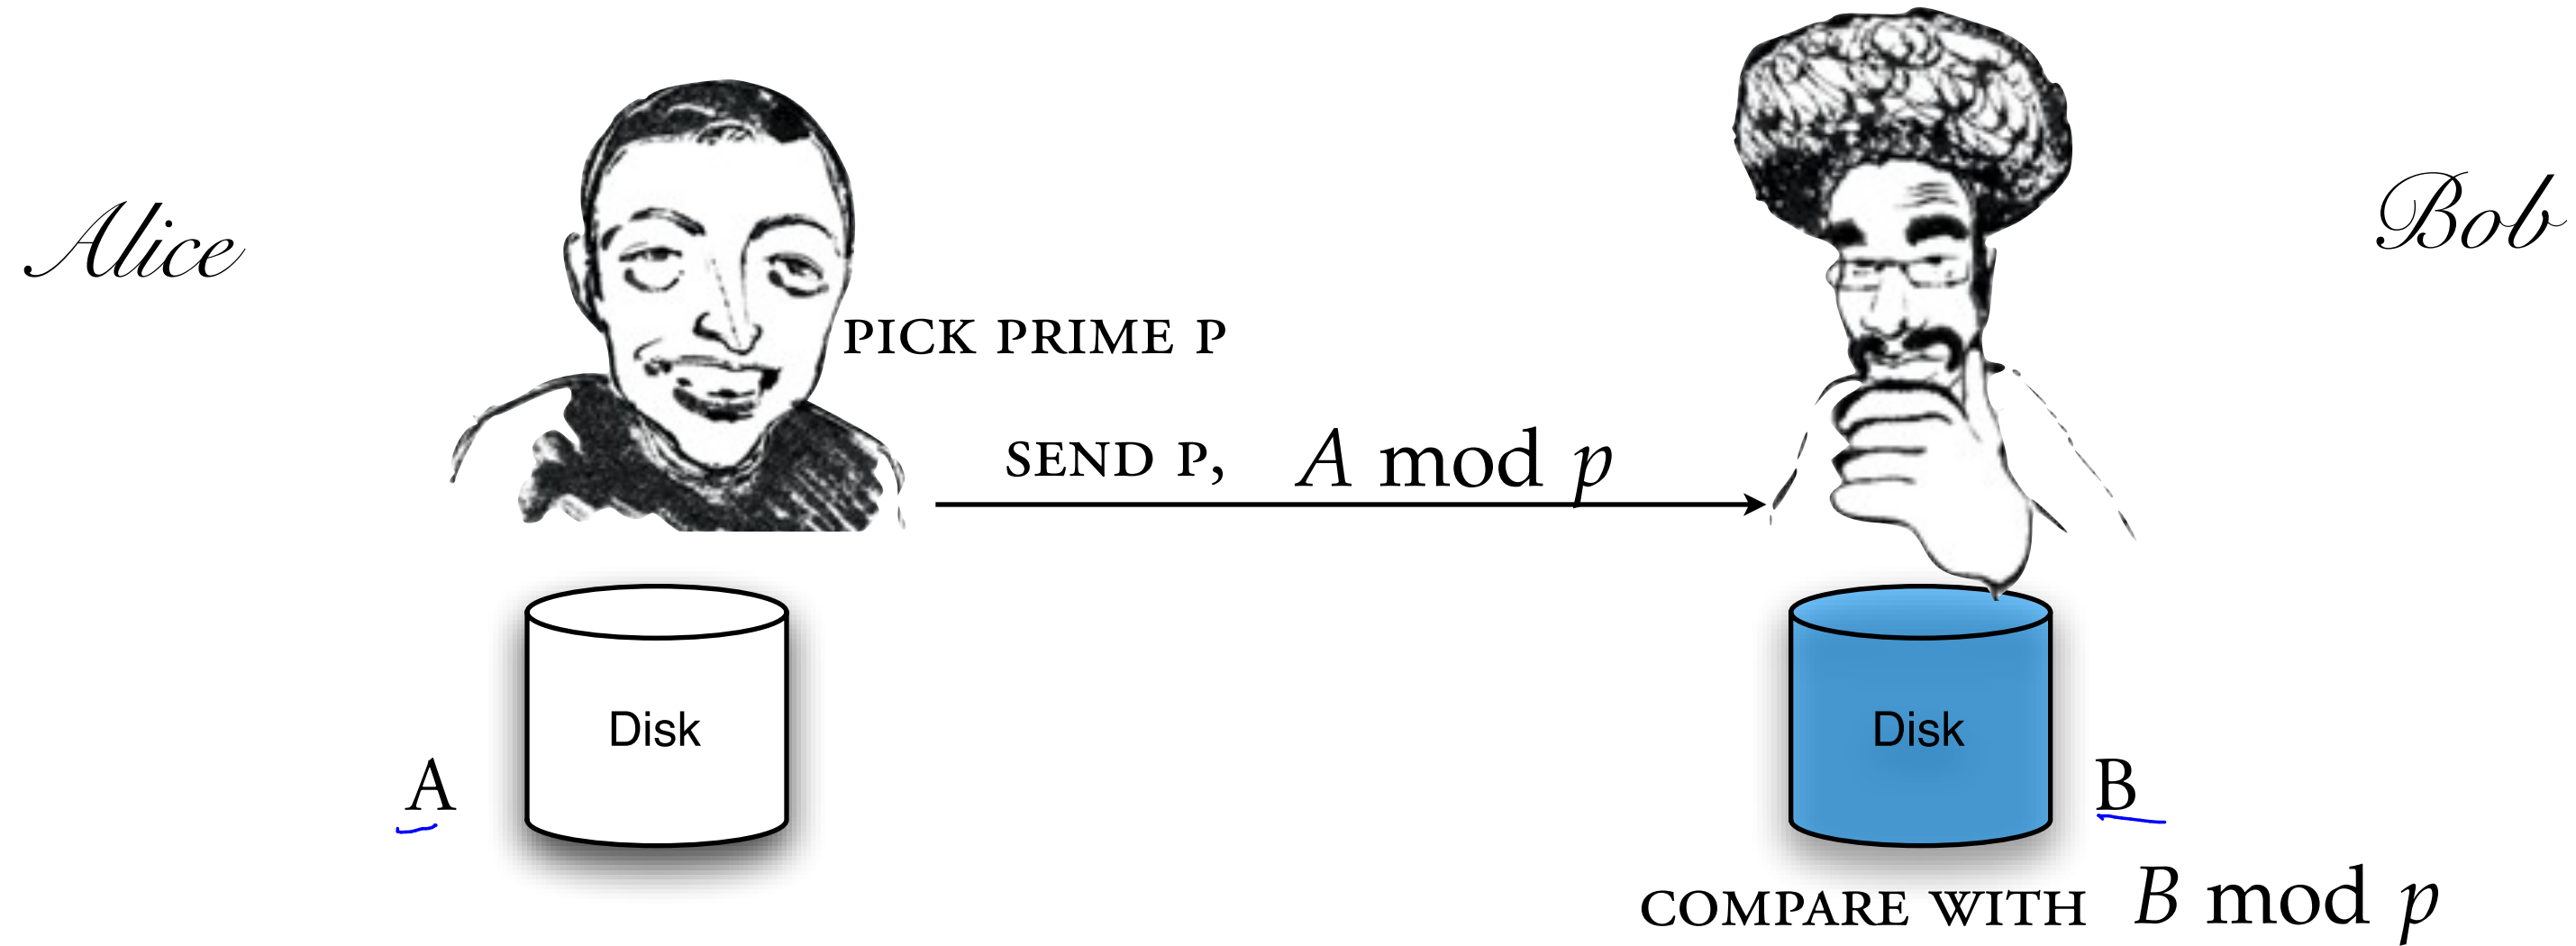 Alice
Bob
PICK PRIME P
SEND P, A mod p
Disk
Disk
A
B
COMPARE WITH B mod p